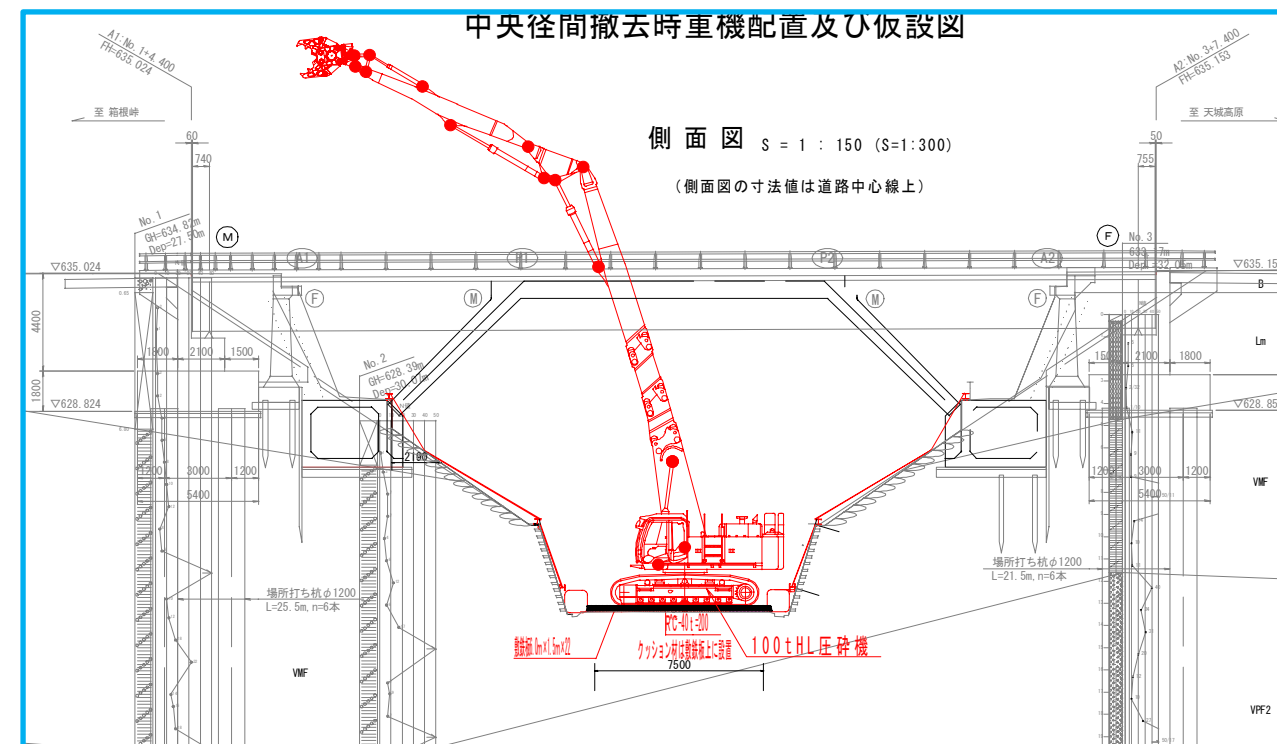 中央径間撤去時重機配置及び仮設図
A1:No.1+4.400
FH=635.024
A2:No.3+7.400
FH=635.153
至 箱根峠
至 天城高原
側面図 S = 1 : 150 (S=1:300)
(側面図の寸法値は道路中心線上)
60
740
50
755
No.1
GH=634.82m
Dep=27.50m
M
F
No.3
▽635.024
A1
P1
P2
A2
▽635.15
B
F
M
M
F
4400
Lm
1800
2100
1500
2100
1800
No.2
GH=628.39m
1800
▽628.824
▽628.85
2190
1200
3000
1200
1200
3000
1200
VMF
5400
5400
場所打ち杭φ1200
L=25.5m,n=6本
場所打ち杭φ1200
L=21.5m,n=6本
RC-40 t=200
クッション材は敷鉄板上に設置
100tHL圧砕機
7500
VMF
VPF2